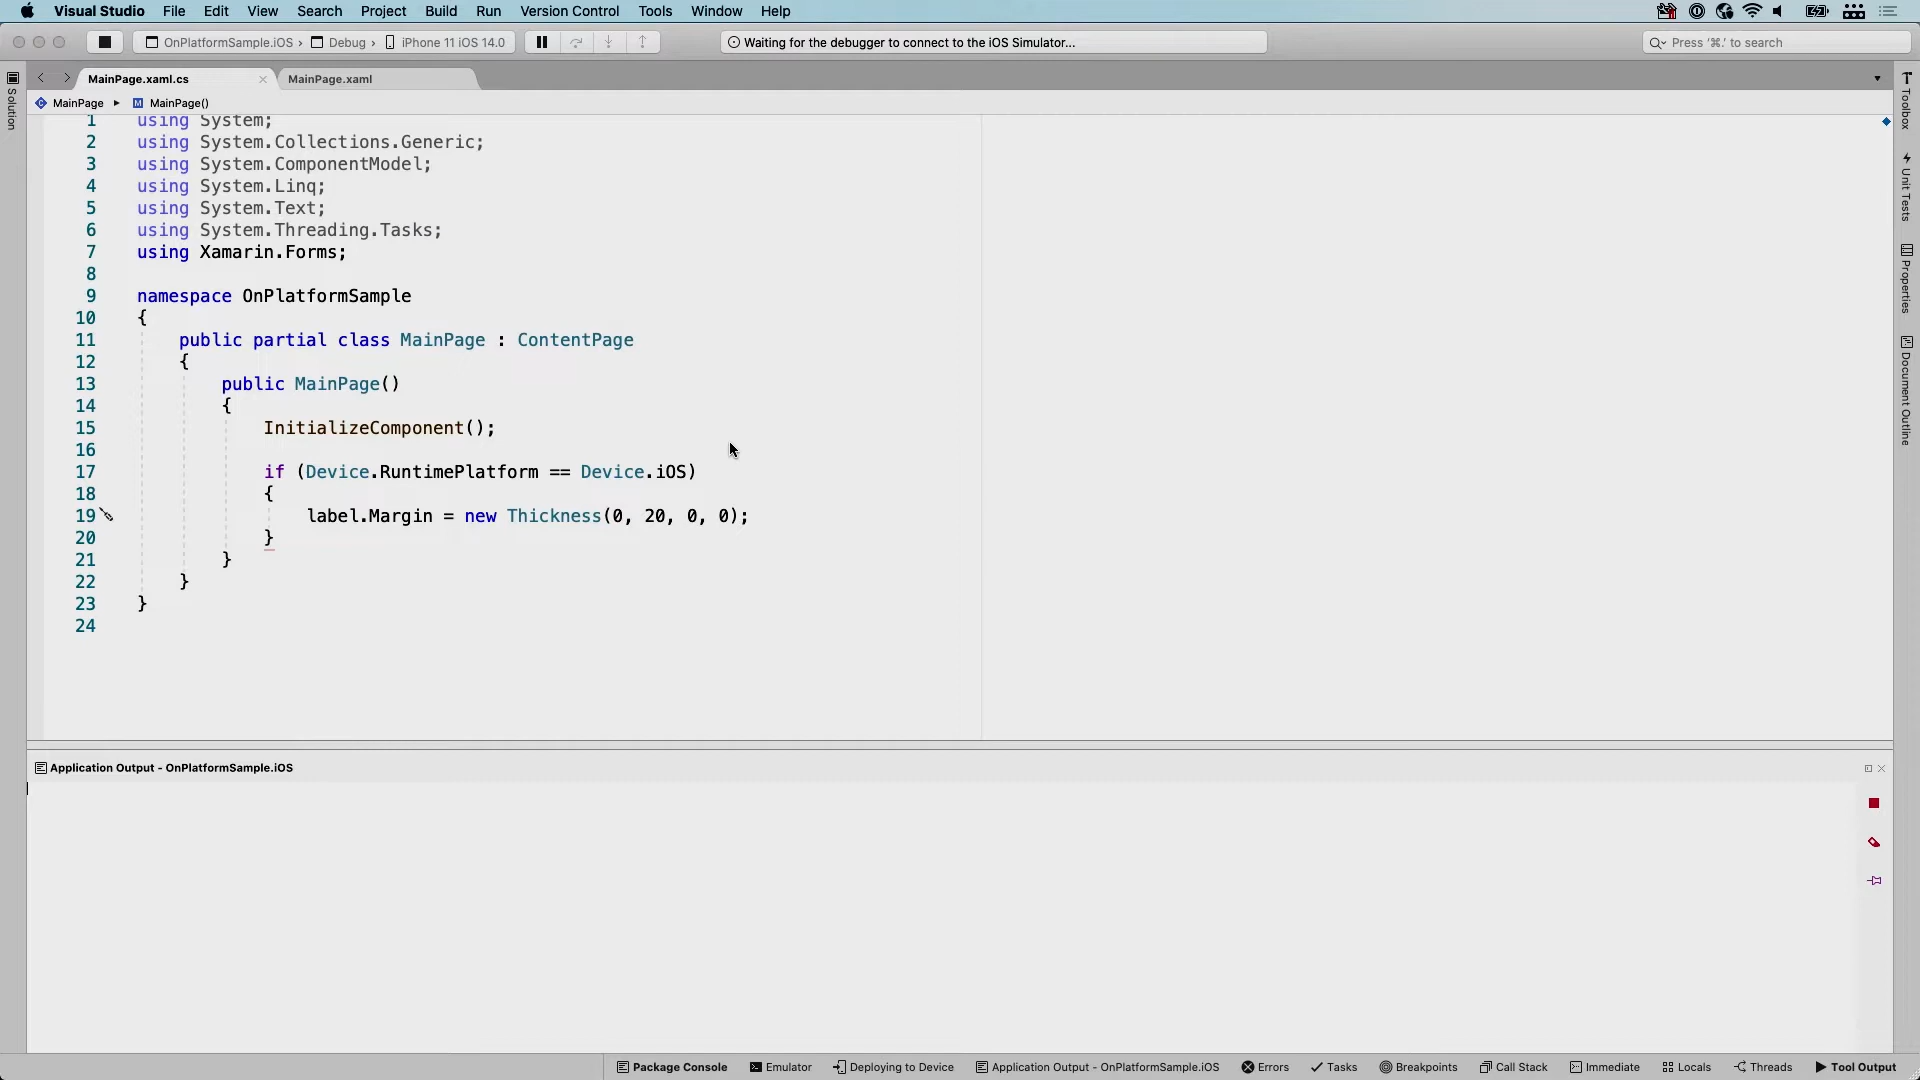 Visual Studio File Edit View Search Project Build Run Version Control Tools Window Help
OnPlatformSample.iOS › Debug › iPhone 11 iOS 14.0 Waiting for the debugger to connect to the iOS Simulator... Press '⌘.' to search
MainPage.xaml.cs MainPage.xaml
MainPage MainPage()
1 using System;
2 using System.Collections.Generic;
3 using System.ComponentModel;
4 using System.Linq;
5 using System.Text;
6 using System.Threading.Tasks;
7 using Xamarin.Forms;
8
9 namespace OnPlatformSample
10 {
11 public partial class MainPage : ContentPage
12 {
13 public MainPage()
14 {
15 InitializeComponent();
16
17 if (Device.RuntimePlatform == Device.iOS)
18 {
19 label.Margin = new Thickness(0, 20, 0, 0);
20 }
21 }
22 }
23 }
24
Solution
Toolbox
Unit Tests
Properties
Document Outline
Application Output - OnPlatformSample.iOS
Package Console Emulator Deploying to Device Application Output - OnPlatformSample.iOS Errors Tasks Breakpoints Call Stack Immediate Locals Threads Tool Output